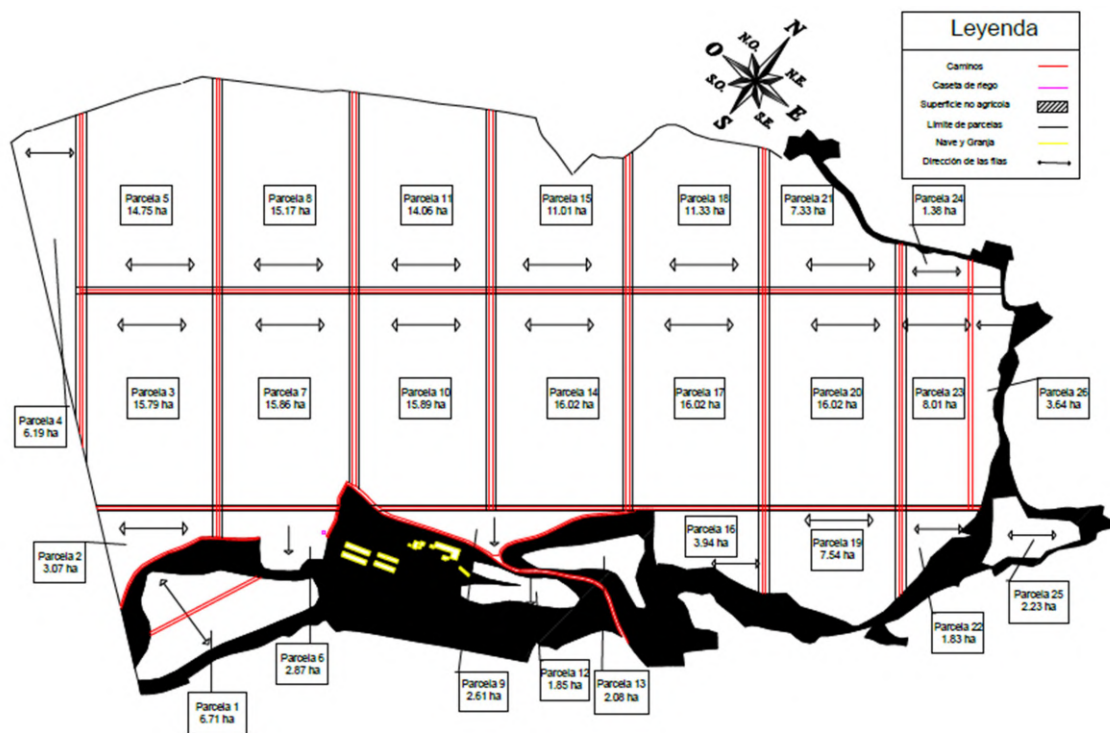 Leyenda
Caminos
Caseta de riego
Superficie no agrícola
Límite de parcelas
Nave y Granja
Dirección de las filas
N
N.O.
O
N.E.
S.O.
E
S.E.
S
Parcela 5
14.75 ha
Parcela 8
15.17 ha
Parcela 11
14.06 ha
Parcela 15
11.01 ha
Parcela 18
11.33 ha
Parcela 21
7.33 ha
Parcela 24
1.38 ha
Parcela 4
6.19 ha
Parcela 3
15.79 ha
Parcela 7
15.86 ha
Parcela 10
15.89 ha
Parcela 14
16.02 ha
Parcela 17
16.02 ha
Parcela 20
16.02 ha
Parcela 23
8.01 ha
Parcela 26
3.64 ha
Parcela 2
3.07 ha
Parcela 16
3.94 ha
Parcela 19
7.54 ha
Parcela 25
2.23 ha
Parcela 22
1.83 ha
Parcela 6
2.87 ha
Parcela 9
2.61 ha
Parcela 12
1.85 ha
Parcela 13
2.08 ha
Parcela 1
6.71 ha